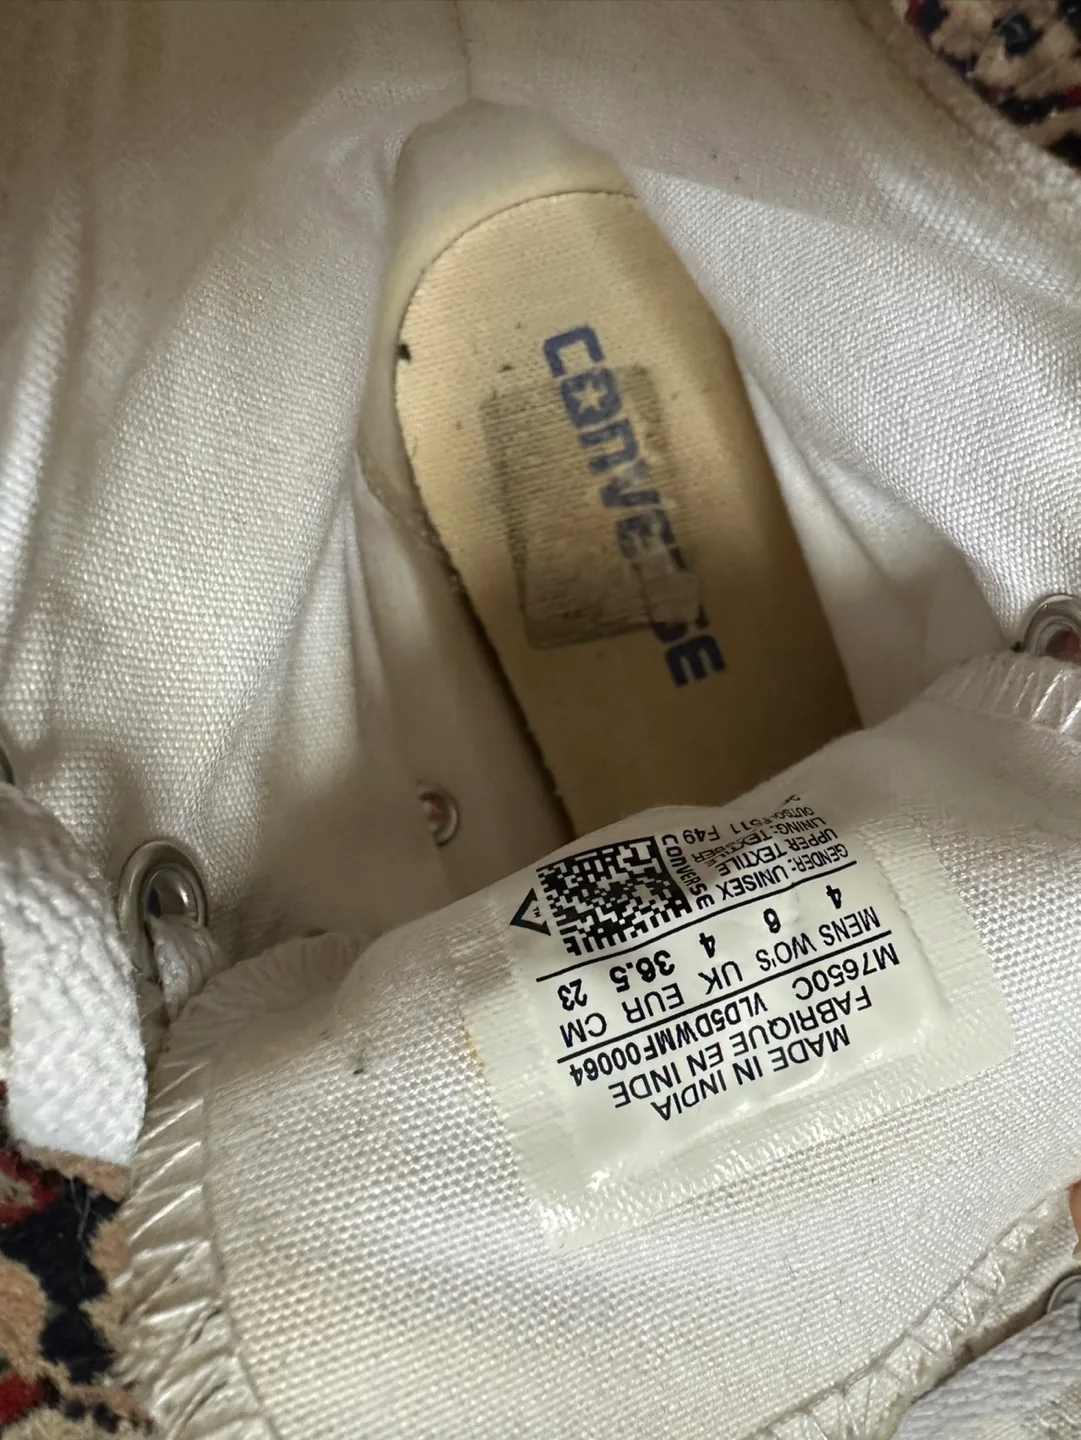 CONVERSE
MADE IN INDIA
FABRIQUE EN INDE
M7650C VLD5DWMF00064
MENS WO'S UK EUR CM
4 6 4 36.5 23
GENDER: UNISEX
UPPER: TEXTILE
LINING: TEXTILE
CONVERSE
F49